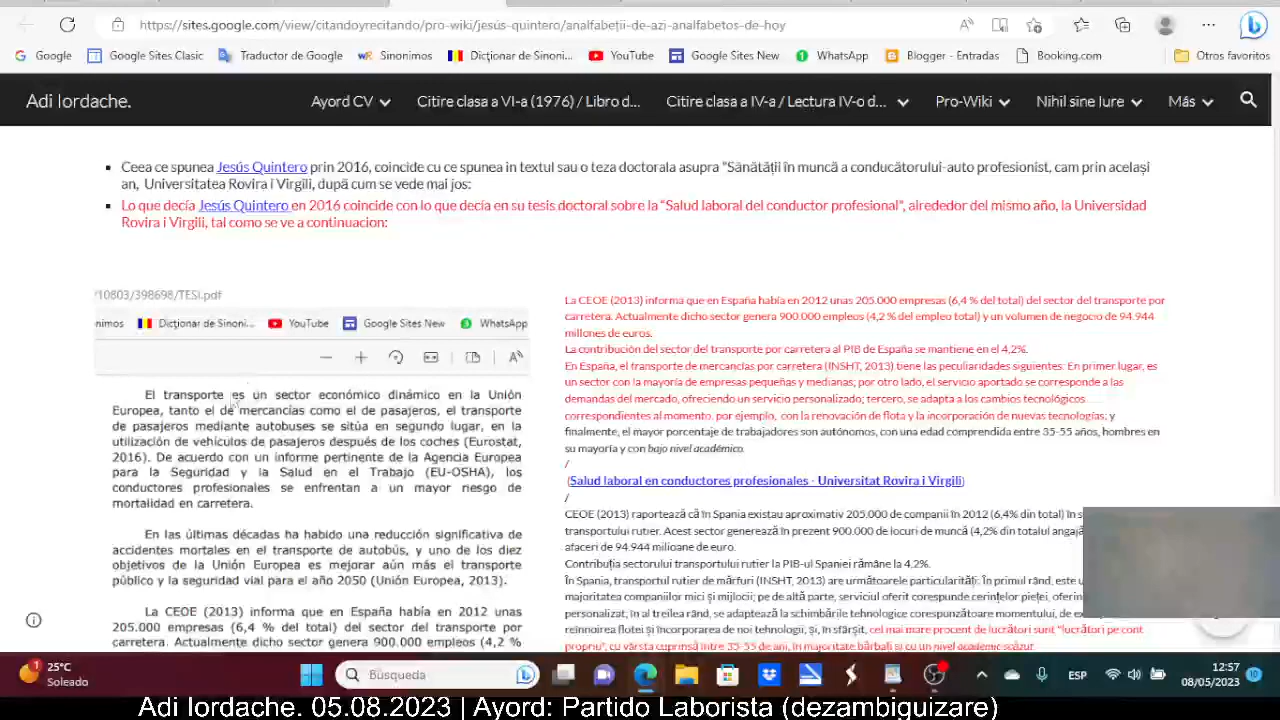 https://sites.google.com/view/citandoyrecitando/pro-wiki/jesús-quintero/analfabeții-de-azi-analfabetos-de-hoy
Google Google Sites Clasic Traductor de Google Sinonimos Dicționar de Sinoni... YouTube Google Sites New WhatsApp Blogger - Entradas Booking.com Otros favoritos
Adi Iordache. Ayord CV Citire clasa a VI-a (1976) / Libro d... Citire clasa a IV-a / Lectura IV-o d... Pro-Wiki Nihil sine Iure Más
Ceea ce spunea Jesús Quintero prin 2016, coincide cu ce spunea in textul sau o teza doctorala asupra "Sănătății în muncă a conducătorului-auto profesionist, cam prin același
an, Universitatea Rovira i Virgili, după cum se vede mai jos:
Lo que decía Jesús Quintero en 2016 coincide con lo que decía en su tesis doctoral sobre la "Salud laboral del conductor profesional", alrededor del mismo año, la Universidad
Rovira i Virgili, tal como se ve a continuacion:
/10803/398698/TESI.pdf
nimos Dicționar de Sinoni... YouTube Google Sites New WhatsApp
El transporte es un sector económico dinámico en la Unión
Europea, tanto el de mercancías como el de pasajeros, el transporte
de pasajeros mediante autobuses se sitúa en segundo lugar, en la
utilización de vehículos de pasajeros después de los coches (Eurostat,
2016). De acuerdo con un informe pertinente de la Agencia Europea
para la Seguridad y la Salud en el Trabajo (EU-OSHA), los
conductores profesionales se enfrentan a un mayor riesgo de
mortalidad en carretera.
En las últimas décadas ha habido una reducción significativa de
accidentes mortales en el transporte de autobús, y uno de los diez
objetivos de la Unión Europea es mejorar aún más el transporte
público y la seguridad vial para el año 2050 (Unión Europea, 2013).
La CEOE (2013) informa que en España había en 2012 unas
205.000 empresas (6,4 % del total) del sector del transporte por
carretera. Actualmente dicho sector genera 900.000 empleos (4,2 %
La CEOE (2013) informa que en España había en 2012 unas 205.000 empresas (6,4 % del total) del sector del transporte por
carretera. Actualmente dicho sector genera 900.000 empleos (4,2 % del empleo total) y un volumen de negocio de 94.944
millones de euros.
La contribución del sector del transporte por carretera al PIB de España se mantiene en el 4,2%.
En España, el transporte de mercancías por carretera (INSHT, 2013) tiene las peculiaridades siguientes: En primer lugar, es
un sector con la mayoría de empresas pequeñas y medianas; por otro lado, el servicio aportado se corresponde a las
demandas del mercado, ofreciendo un servicio personalizado; tercero, se adapta a los cambios tecnológicos
correspondientes al momento, por ejemplo, con la renovación de flota y la incorporación de nuevas tecnologías; y
finalmente, el mayor porcentaje de trabajadores son autónomos, con una edad comprendida entre 35-55 años, hombres en
su mayoría y con bajo nivel académico.
/
(Salud laboral en conductores profesionales - Universitat Rovira i Virgili)
/
CEOE (2013) raportează că în Spania existau aproximativ 205.000 de companii în 2012 (6,4% din total) în s
transportului rutier. Acest sector generează în prezent 900.000 de locuri de muncă (4,2% din totalul angajă
afaceri de 94.944 milioane de euro.
Contribuția sectorului transportului rutier la PIB-ul Spaniei rămâne la 4,2%.
În Spania, transportul rutier de mărfuri (INSHT, 2013) are următoarele particularități: În primul rând, este u
majoritatea companiilor mici și mijlocii; pe de altă parte, serviciul oferit corespunde cerințelor pieței, oferin
personalizat; în al treilea rând, se adaptează la schimbările tehnologice corespunzătoare momentului, de ex
reînnoirea flotei și încorporarea de noi tehnologii, și, în sfârșit, cel mai mare procent de lucrători sunt "lucrători pe cont
propriu", cu vârsta cuprinsă între 35-55 de ani, în majoritate bărbați și cu un nivel academic scăzut
1 25°C
Soleado
Búsqueda
ESP
12:57
08/05/2023
10
Adi Iordache. 05.08.2023 | Ayord: Partido Laborista (dezambiguizare)